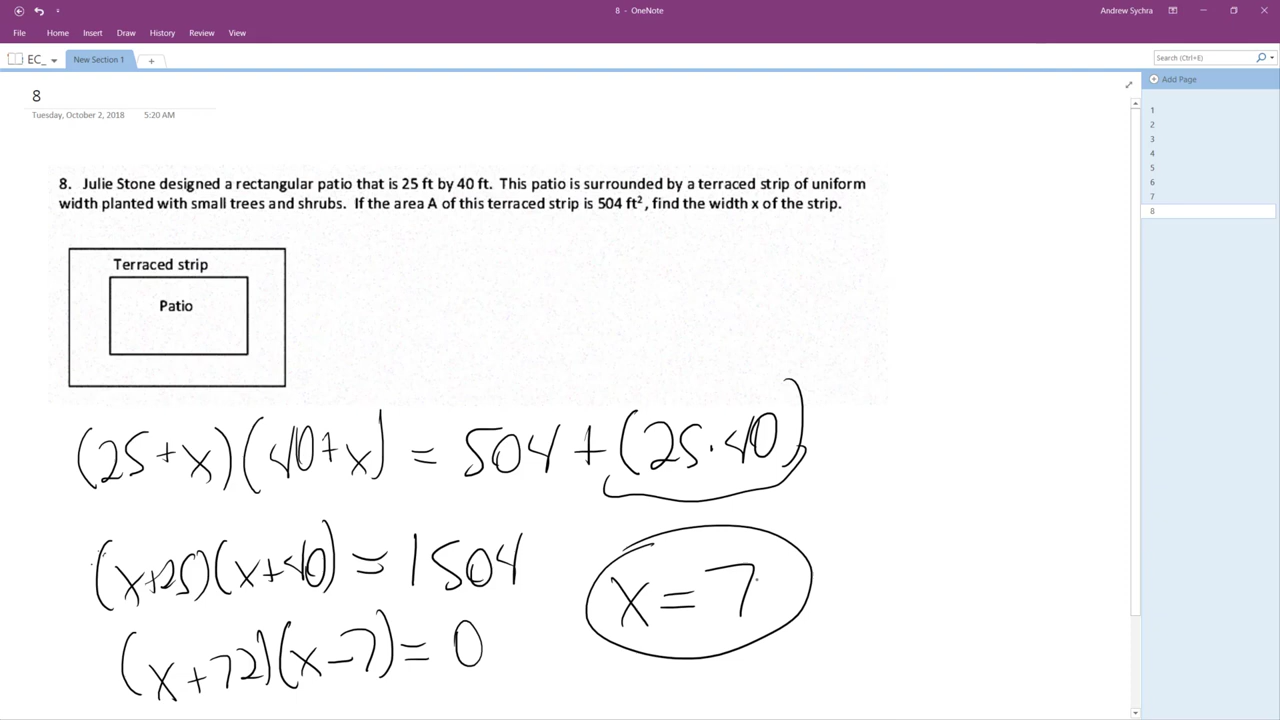 8 - OneNote
Andrew Sychra
File Home Insert Draw History Review View
EC_ New Section 1 +
Search (Ctrl+E)
Add Page
8
Tuesday, October 2, 2018 5:20 AM
1
2
3
4
5
6
7
8
8. Julie Stone designed a rectangular patio that is 25 ft by 40 ft. This patio is surrounded by a terraced strip of uniform
width planted with small trees and shrubs. If the area A of this terraced strip is 504 ft², find the width x of the strip.
Terraced strip
Patio
(25+x)(40+x) = 504 + (25·40)
(x+25)(x+40) = 1504
x = 7
(x+72)(x-7) = 0